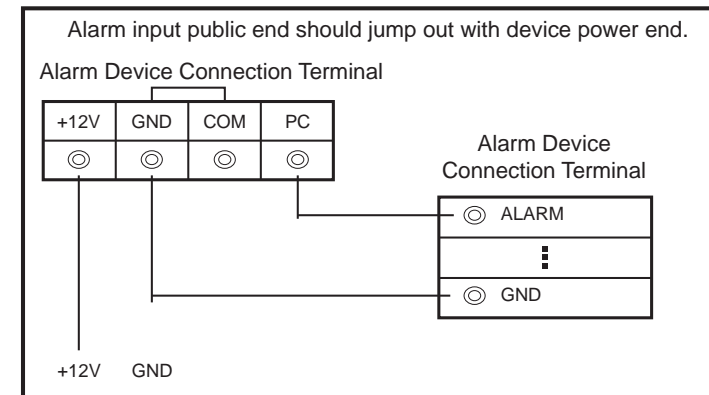 Alarm input public end should jump out with device power end.
Alarm Device Connection Terminal
+12V GND COM PC
Alarm Device
Connection Terminal
ALARM
GND
+12V GND